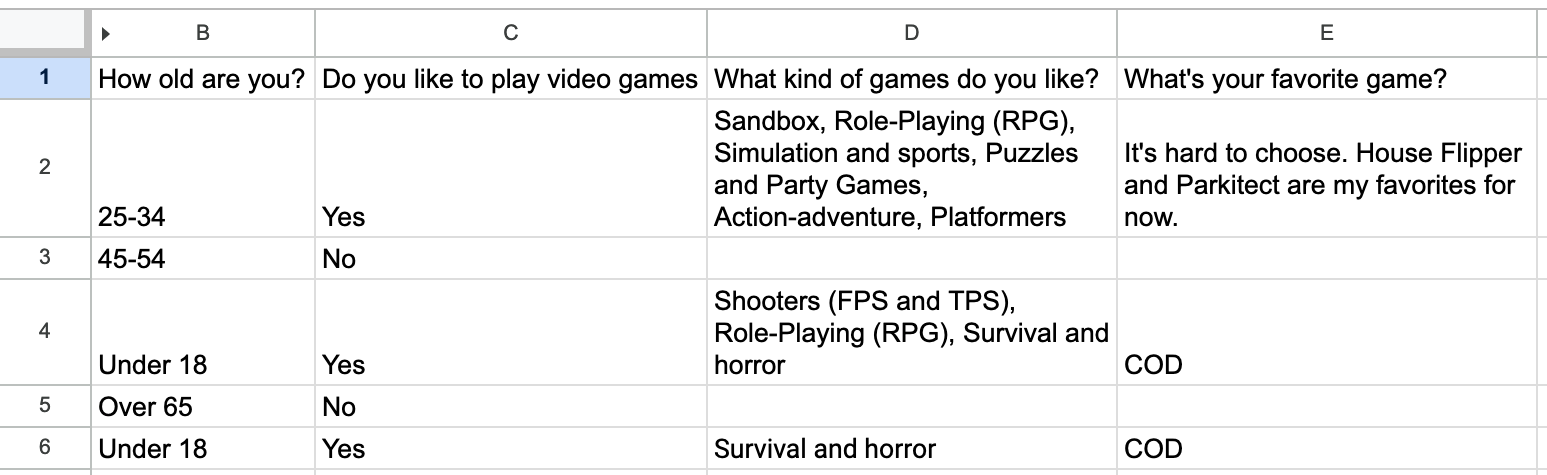 B C D E
1 How old are you? Do you like to play video games What kind of games do you like? What's your favorite game?
Sandbox, Role-Playing (RPG),
Simulation and sports, Puzzles
and Party Games,
Action-adventure, Platformers
It's hard to choose. House Flipper
and Parkitect are my favorites for
now.
2 25-34 Yes
3 45-54 No
Shooters (FPS and TPS),
Role-Playing (RPG), Survival and
horror
4 Under 18 Yes COD
5 Over 65 No
6 Under 18 Yes Survival and horror COD